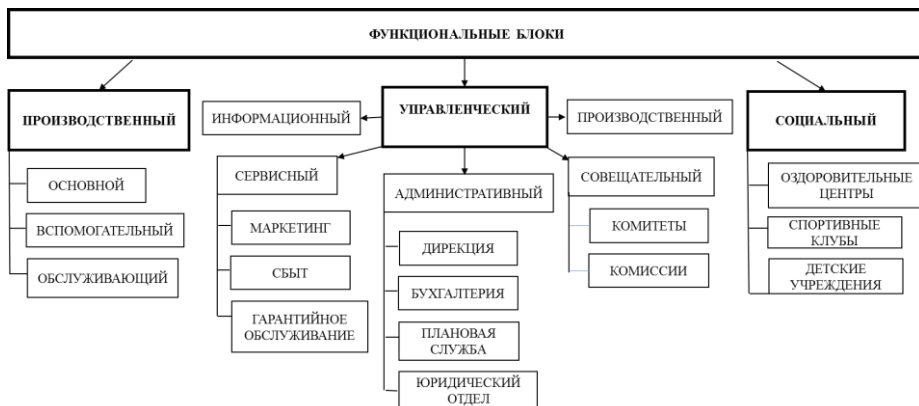 ФУНКЦИОНАЛЬНЫЕ БЛОКИ
ПРОИЗВОДСТВЕННЫЙ
ОСНОВНОЙ
ВСПОМОГАТЕЛЬНЫЙ
ОБСЛУЖИВАЮЩИЙ
УПРАВЛЕНЧЕСКИЙ
ИНФОРМАЦИОННЫЙ
ПРОИЗВОДСТВЕННЫЙ
СЕРВИСНЫЙ
МАРКЕТИНГ
СБЫТ
ГАРАНТИЙНОЕ
ОБСЛУЖИВАНИЕ
АДМИНИСТРАТИВНЫЙ
ДИРЕКЦИЯ
БУХГАЛТЕРИЯ
ПЛАНОВАЯ
СЛУЖБА
ЮРИДИЧЕСКИЙ
ОТДЕЛ
СОВЕЩАТЕЛЬНЫЙ
КОМИТЕТЫ
КОМИССИИ
СОЦИАЛЬНЫЙ
ОЗДОРОВИТЕЛЬНЫЕ
ЦЕНТРЫ
СПОРТИВНЫЕ
КЛУБЫ
ДЕТСКИЕ
УЧРЕЖДЕНИЯ